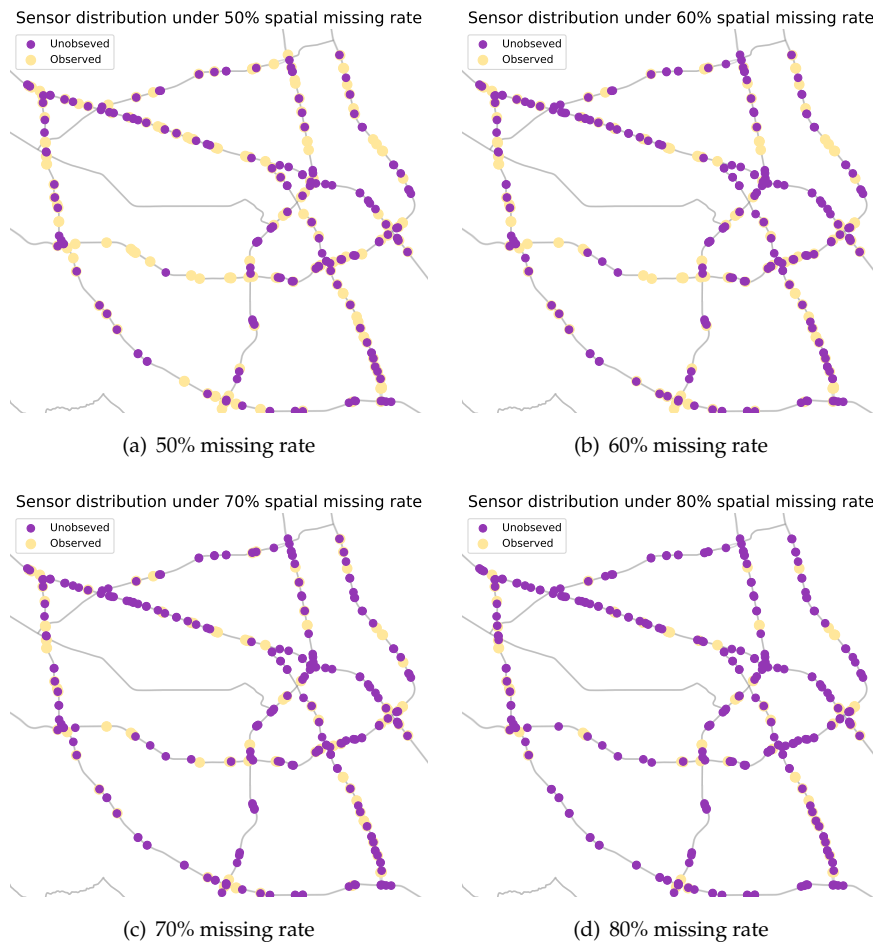 Sensor distribution under 50% spatial missing rate
Unobseved
Observed
(a) 50% missing rate
Sensor distribution under 60% spatial missing rate
Unobseved
Observed
(b) 60% missing rate
Sensor distribution under 70% spatial missing rate
Unobseved
Observed
(c) 70% missing rate
Sensor distribution under 80% spatial missing rate
Unobseved
Observed
(d) 80% missing rate